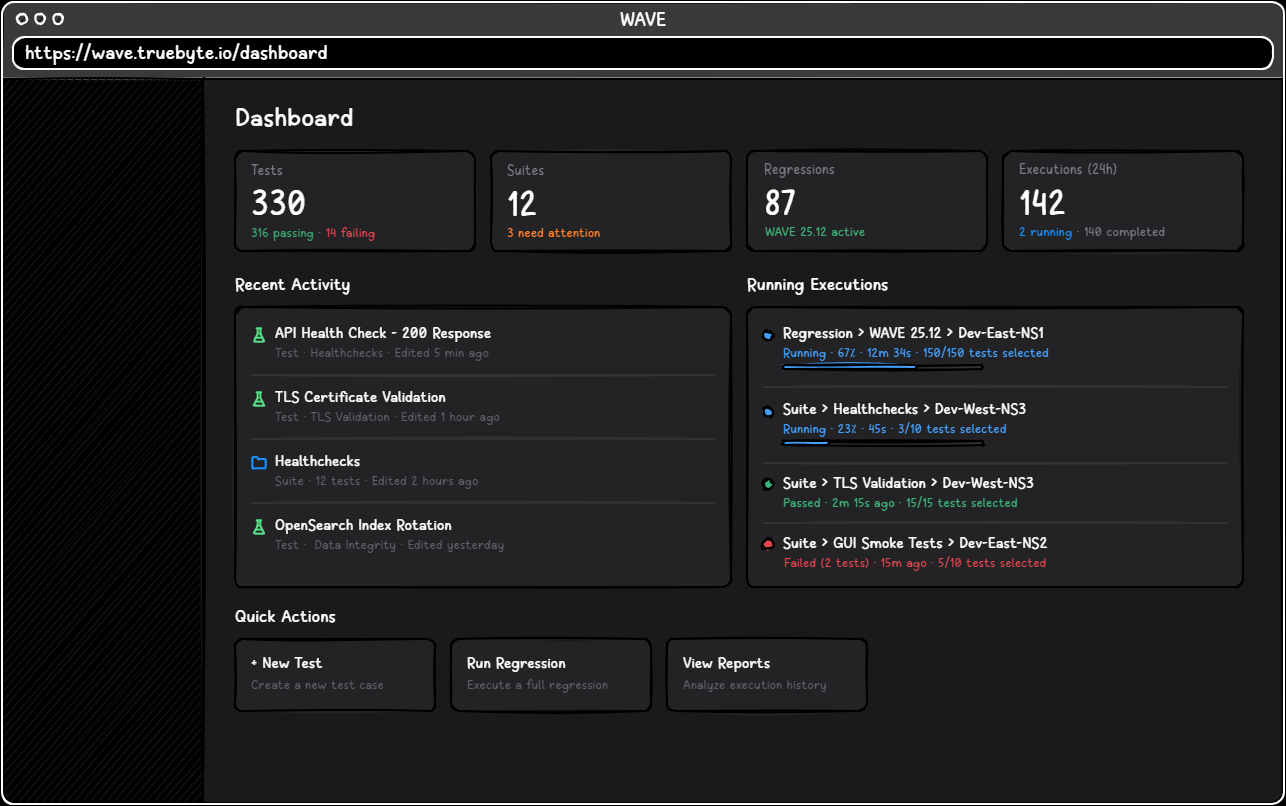 WAVE
https://wave.truebyte.io/dashboard
Dashboard
Tests
330
316 passing · 14 failing
Suites
12
3 need attention
Regressions
87
WAVE 25.12 active
Executions (24h)
142
2 running · 140 completed
Recent Activity
API Health Check - 200 Response
Test · Healthchecks · Edited 5 min ago
TLS Certificate Validation
Test · TLS Validation · Edited 1 hour ago
Healthchecks
Suite · 12 tests · Edited 2 hours ago
OpenSearch Index Rotation
Test · Data Integrity · Edited yesterday
Running Executions
Regression > WAVE 25.12 > Dev-East-NS1
Running · 67% · 12m 34s · 150/150 tests selected
Suite > Healthchecks > Dev-West-NS3
Running · 23% · 45s · 3/10 tests selected
Suite > TLS Validation > Dev-West-NS3
Passed · 2m 15s ago · 15/15 tests selected
Suite > GUI Smoke Tests > Dev-East-NS2
Failed (2 tests) · 15m ago · 5/10 tests selected
Quick Actions
+ New Test
Create a new test case
Run Regression
Execute a full regression
View Reports
Analyze execution history